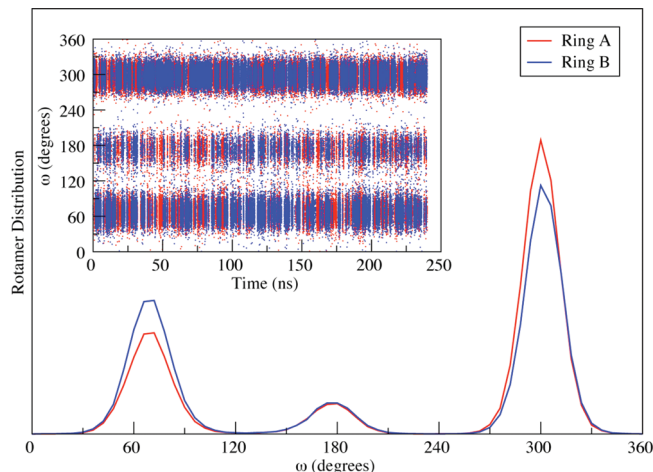 360
300
240
180
120
60
0
ω (degrees)
0 50 100 150 200 250
Time (ns)
Ring A
Ring B
Rotamer Distribution
0 60 120 180 240 300 360
ω (degrees)